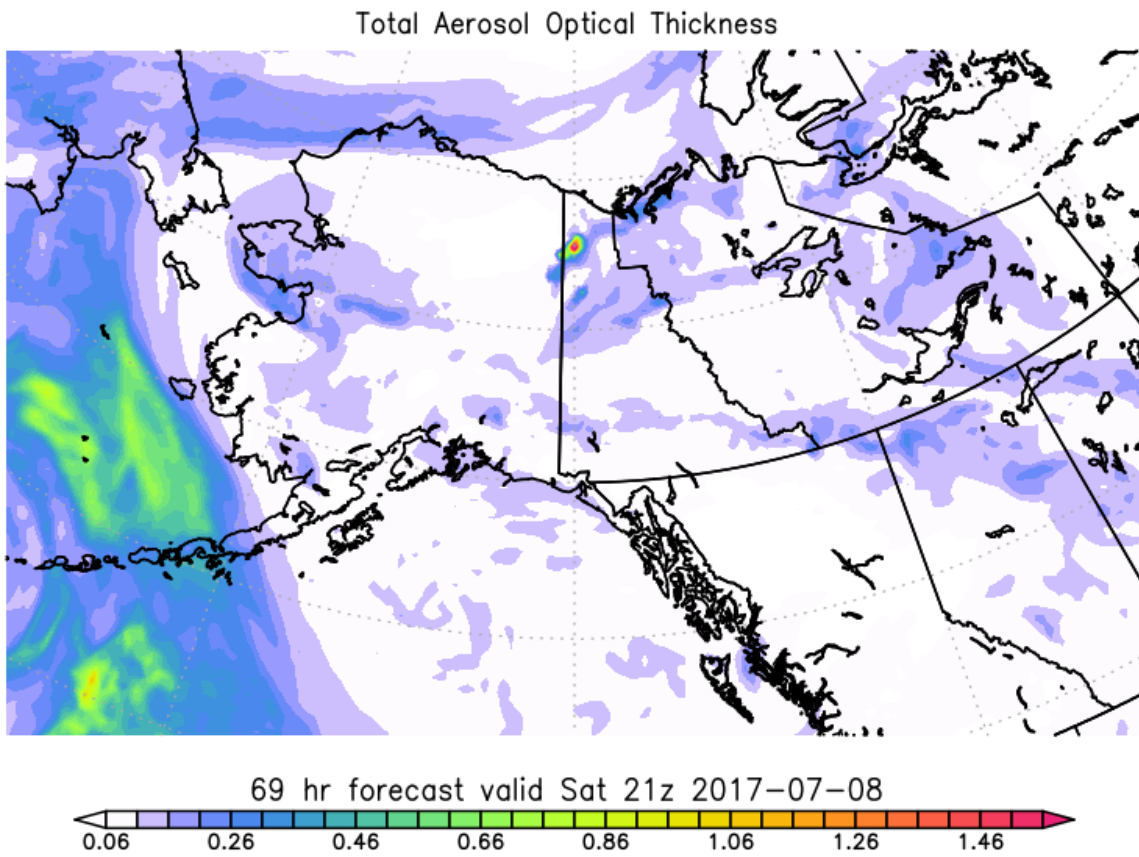 Total Aerosol Optical Thickness
69 hr forecast valid Sat 21z 2017-07-08
0.06 0.26 0.46 0.66 0.86 1.06 1.26 1.46